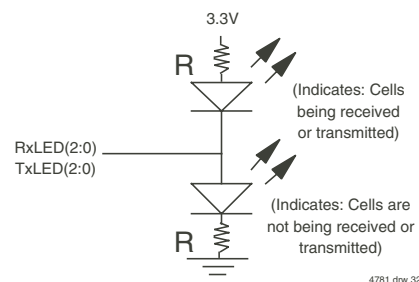 3.3V
R
(Indicates: Cells
being received
or transmitted)
RxLED(2:0)
TxLED(2:0)
(Indicates: Cells are
not being received or
transmitted)
R
4781 drw 32